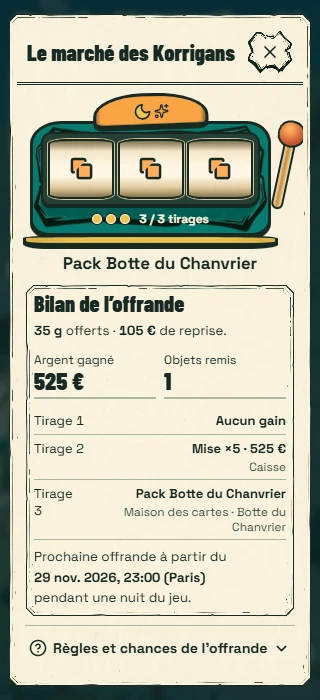 Le marché des Korrigans
3 / 3 tirages
Pack Botte du Chanvrier
Bilan de l'offrande
35 g offerts · 105 € de reprise.
Argent gagné
525 €
Objets remis
1
Tirage 1 Aucun gain
Tirage 2 Mise ×5 · 525 €
Caisse
Tirage 3 Pack Botte du Chanvrier
Maison des cartes · Botte du
Chanvrier
Prochaine offrande à partir du
29 nov. 2026, 23:00 (Paris)
pendant une nuit du jeu.
Règles et chances de l'offrande